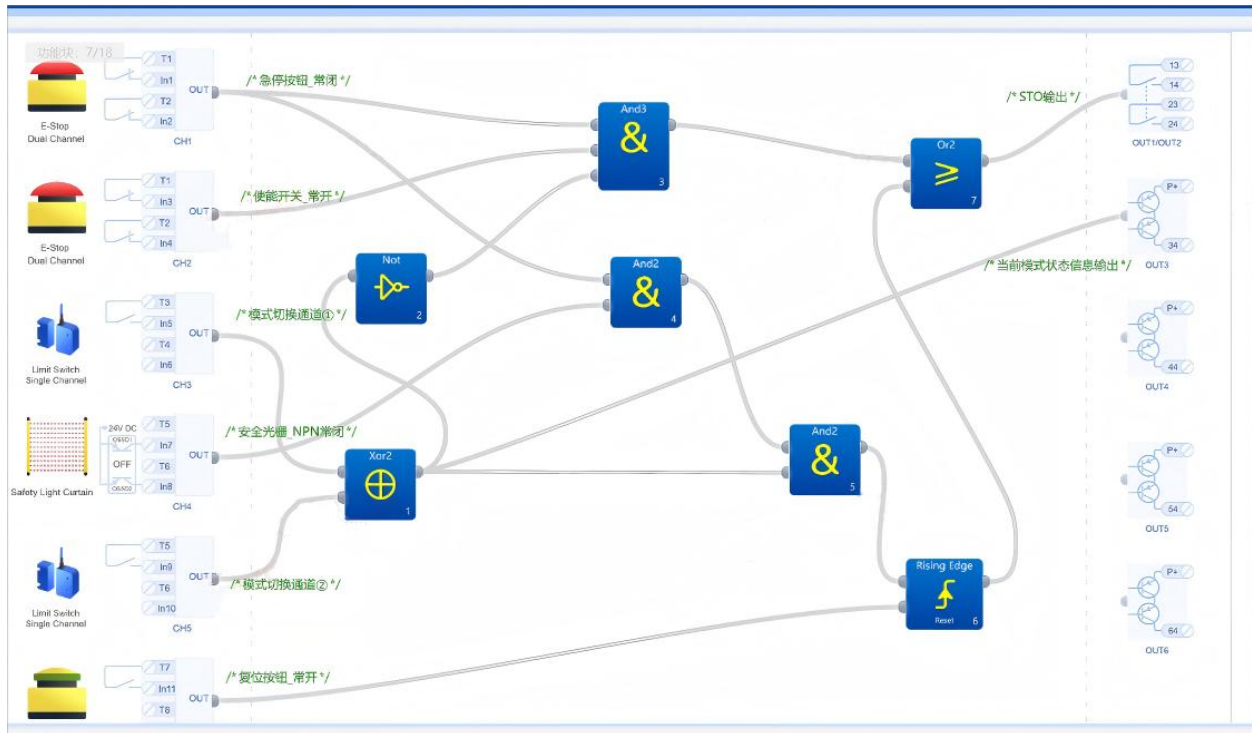 功能块：7/18
E-Stop
Dual Channel
T1
In1
T2
In2
OUT
CH1
/* 急停按钮_常闭 */
E-Stop
Dual Channel
T1
In3
T2
In4
OUT
CH2
/* 使能开关_常开 */
Limit Switch
Single Channel
T3
In5
T4
In6
OUT
CH3
/* 模式切换通道① */
Safety Light Curtain
24V DC
OSSD1
OFF
OSSD2
T5
In7
T6
In8
OUT
CH4
/* 安全光栅_NPN常闭 */
Limit Switch
Single Channel
T5
In9
T6
In10
OUT
CH5
/* 模式切换通道② */
T7
In11
T8
OUT
/* 复位按钮_常开 */
Not
2
Xor2
1
And3
&
3
And2
&
4
And2
&
5
Rising Edge
Reset
6
Or2
≥
7
/* STO输出 */
13
14
23
24
OUT1/OUT2
/* 当前模式状态信息输出 */
P+
34
OUT3
P+
44
OUT4
P+
54
OUT5
P+
64
OUT6